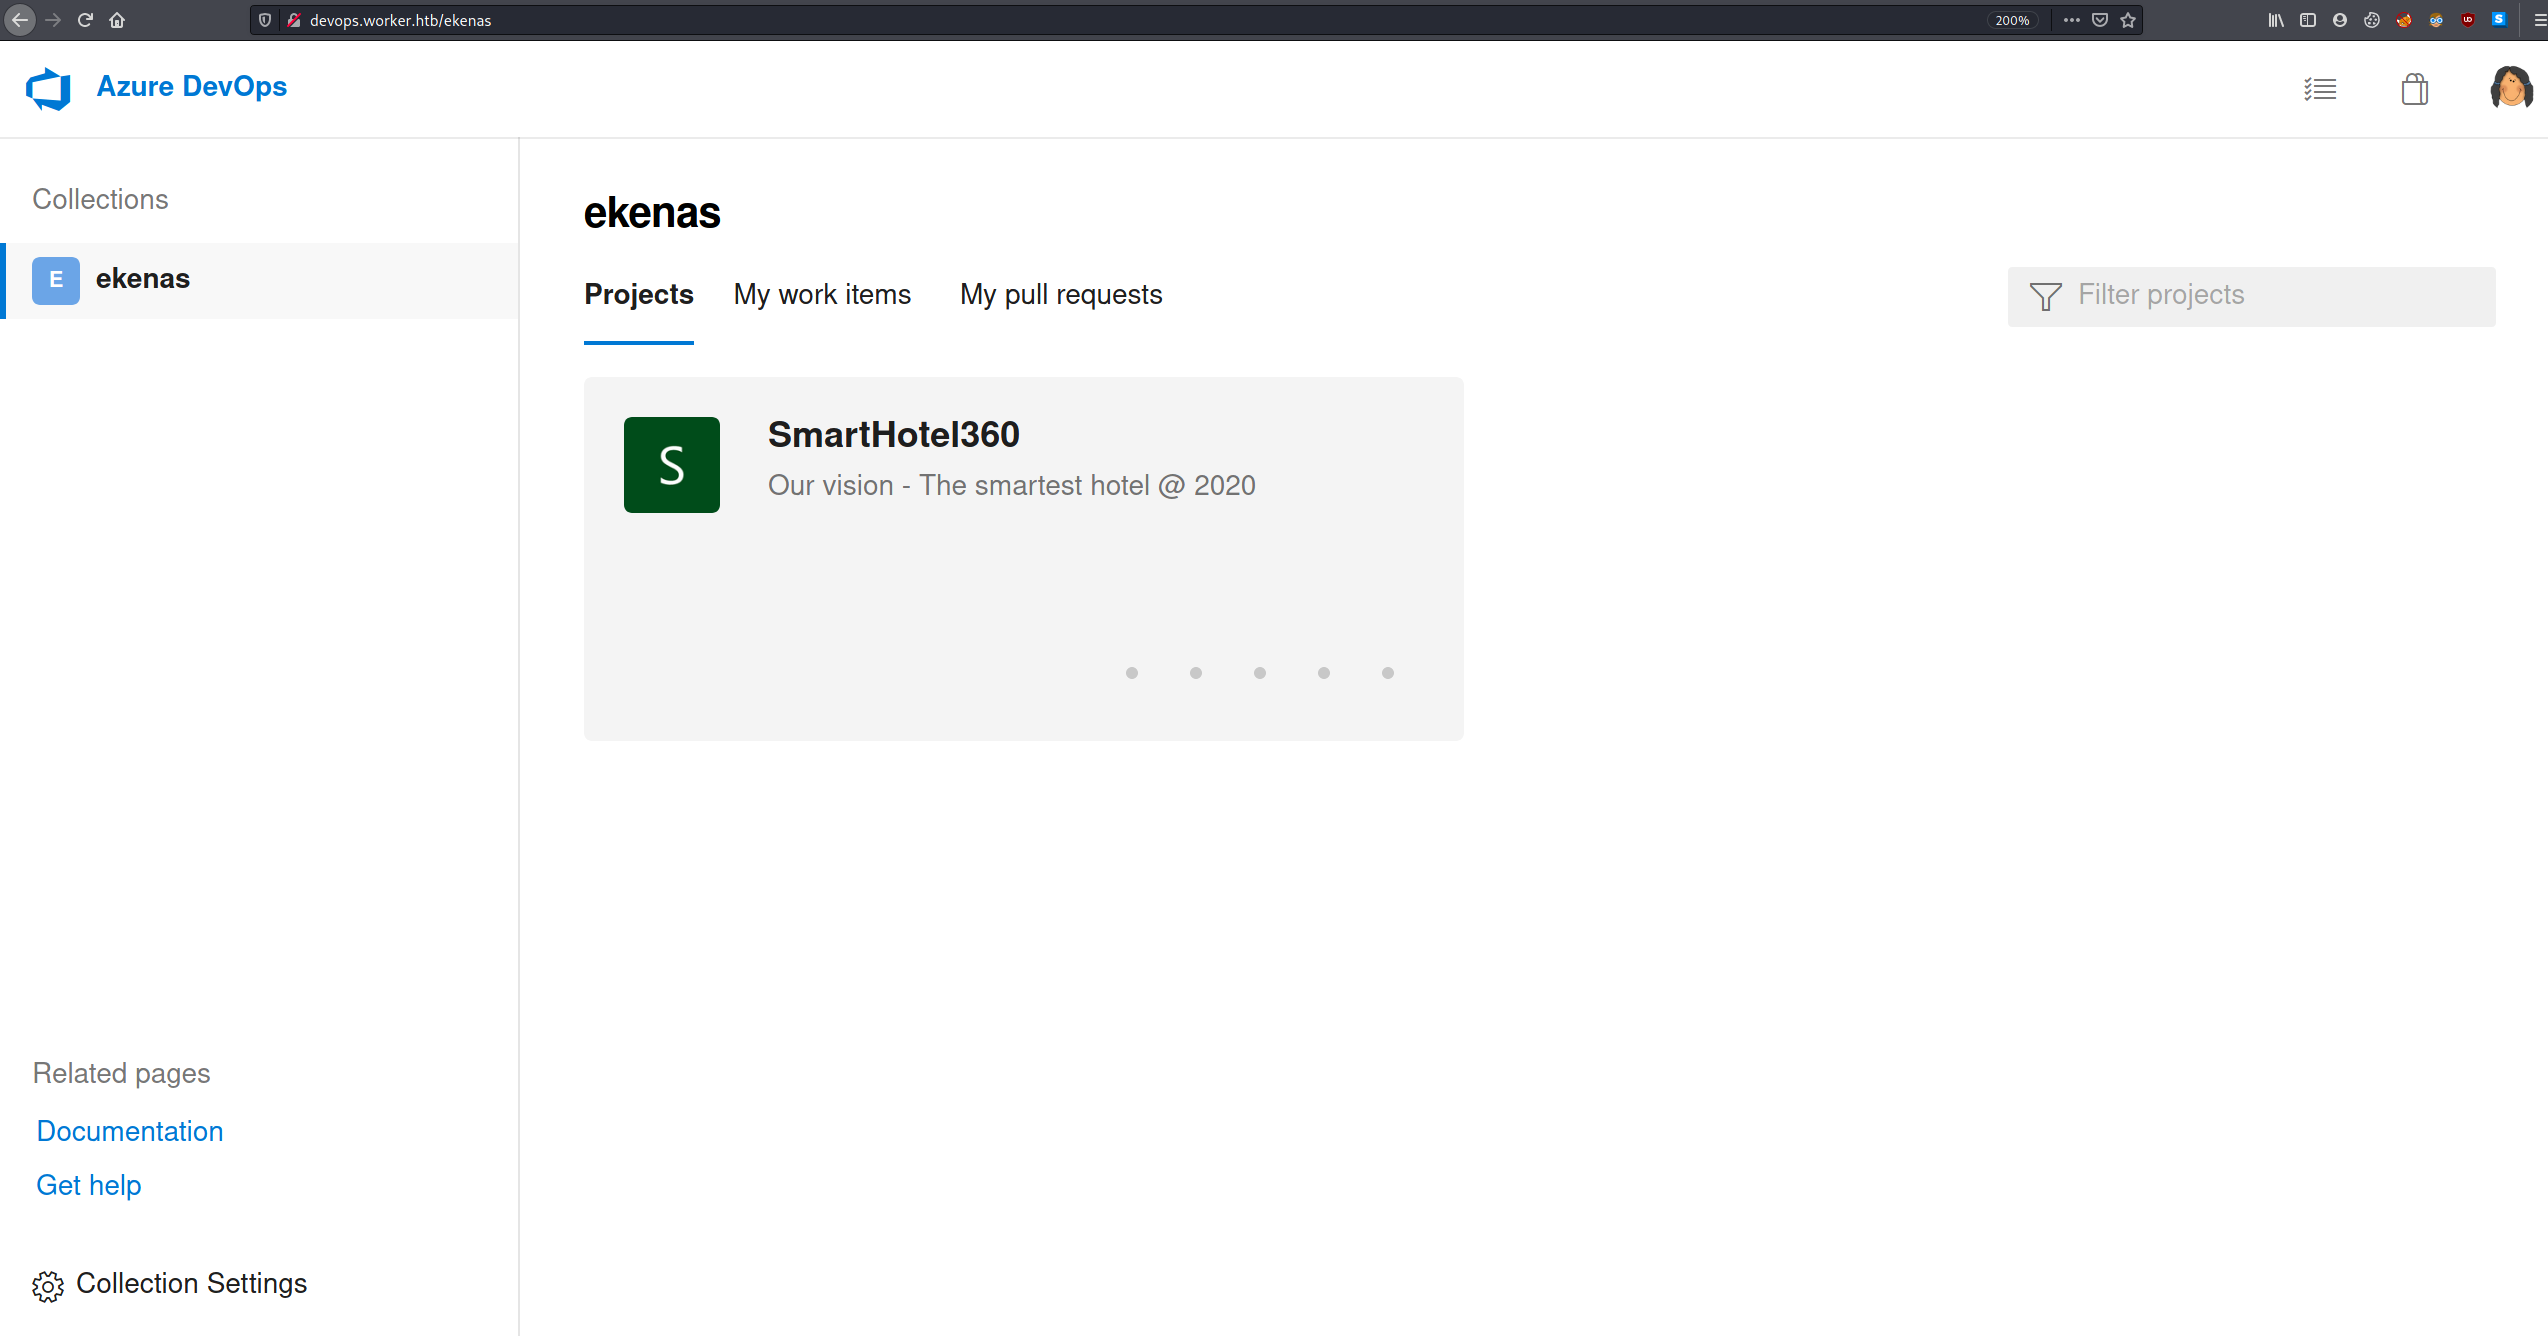 devops.worker.htb/ekenas
200%
Azure DevOps
Collections
E ekenas
Related pages
Documentation
Get help
Collection Settings
ekenas
Projects My work items My pull requests
Filter projects
S
SmartHotel360
Our vision - The smartest hotel @ 2020